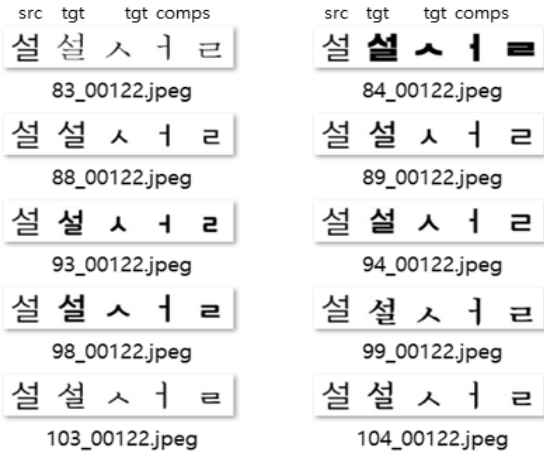 src tgt tgt comps src tgt tgt comps
설 설 ㅅ ㅓ ㄹ 설 설 ㅅ ㅓ ㄹ
83_00122.jpeg 84_00122.jpeg
설 설 ㅅ ㅓ ㄹ 설 설 ㅅ ㅓ ㄹ
88_00122.jpeg 89_00122.jpeg
설 설 ㅅ ㅓ ㄹ 설 설 ㅅ ㅓ ㄹ
93_00122.jpeg 94_00122.jpeg
설 설 ㅅ ㅓ ㄹ 설 설 ㅅ ㅓ ㄹ
98_00122.jpeg 99_00122.jpeg
설 설 ㅅ ㅓ ㄹ 설 설 ㅅ ㅓ ㄹ
103_00122.jpeg 104_00122.jpeg